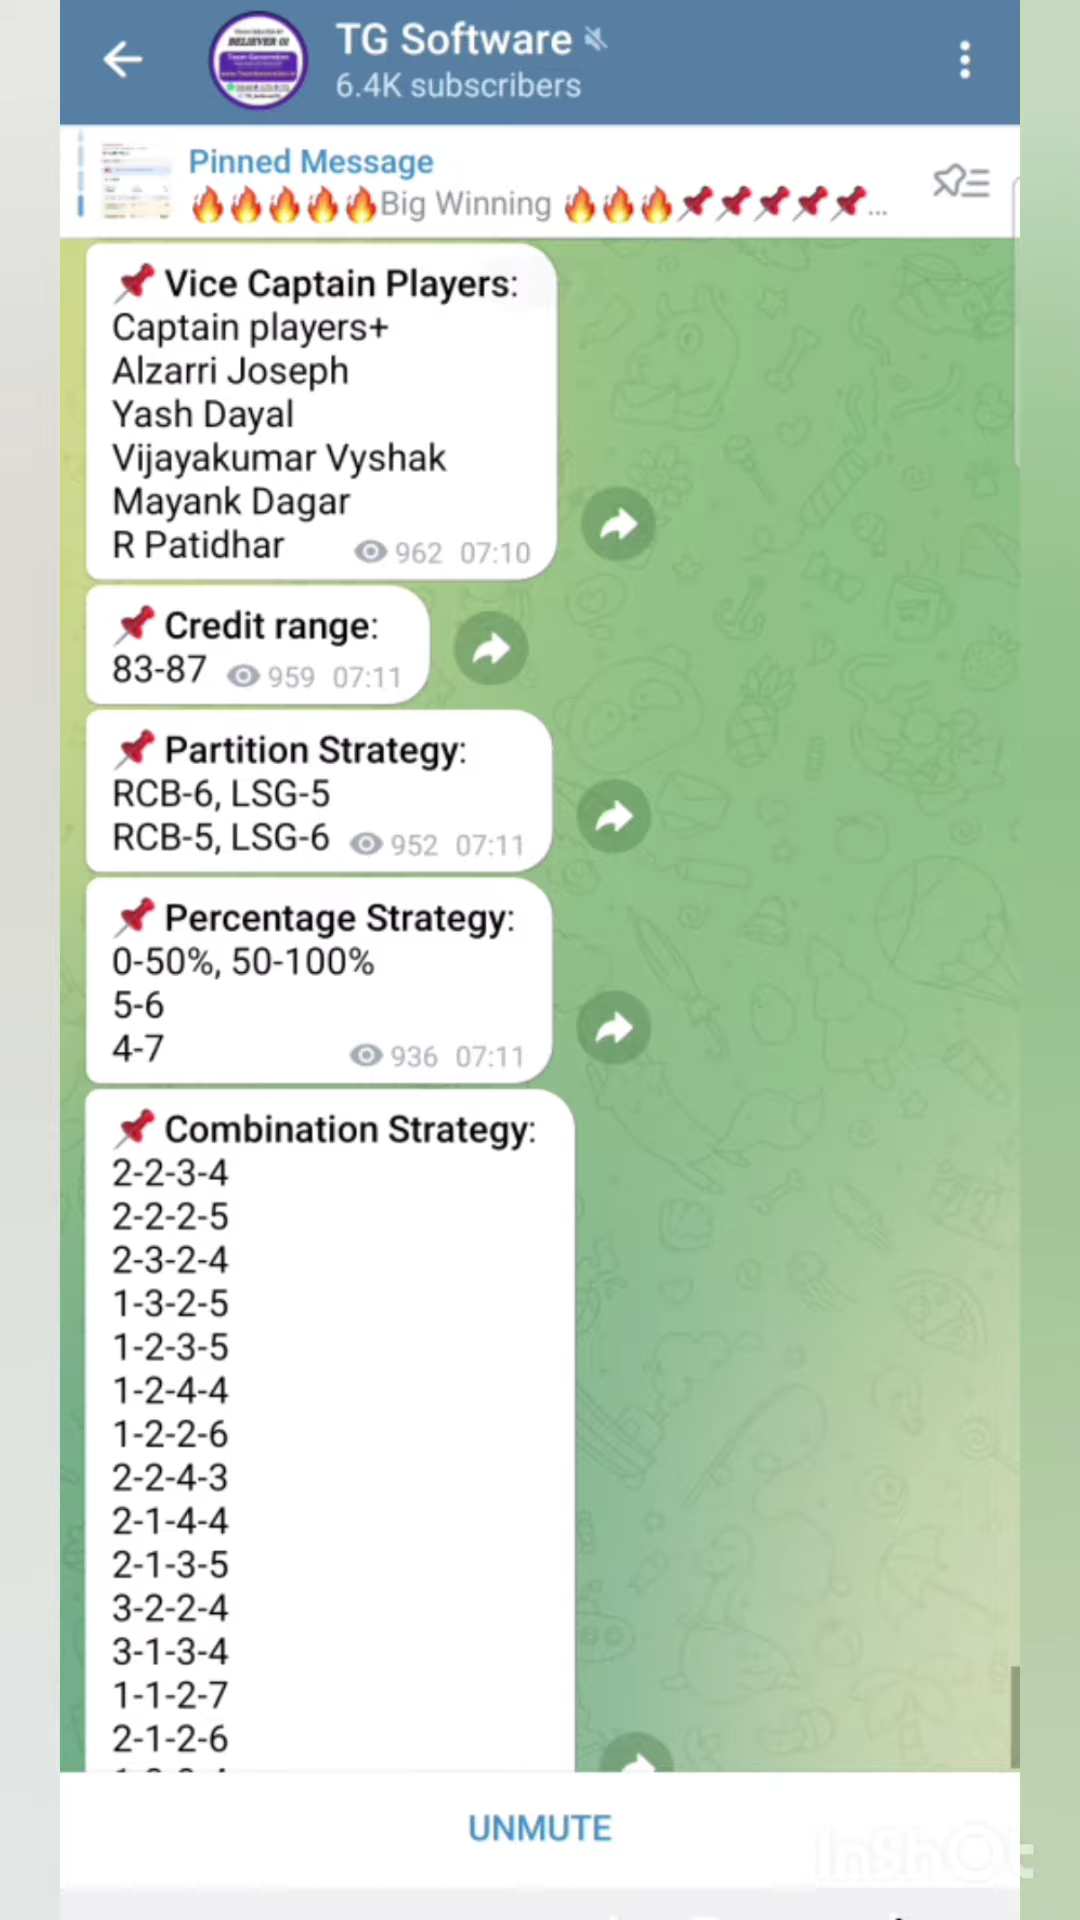 BELIEVER 01
TG Software
6.4K subscribers
Pinned Message
🔥🔥🔥🔥🔥Big Winning 🔥🔥🔥📌📌📌📌📌...
📌 Vice Captain Players:
Captain players+
Alzarri Joseph
Yash Dayal
Vijayakumar Vyshak
Mayank Dagar
R Patidhar 962 07:10
📌 Credit range:
83-87 959 07:11
📌 Partition Strategy:
RCB-6, LSG-5
RCB-5, LSG-6 952 07:11
📌 Percentage Strategy:
0-50%, 50-100%
5-6
4-7 936 07:11
📌 Combination Strategy:
2-2-3-4
2-2-2-5
2-3-2-4
1-3-2-5
1-2-3-5
1-2-4-4
1-2-2-6
2-2-4-3
2-1-4-4
2-1-3-5
3-2-2-4
3-1-3-4
1-1-2-7
2-1-2-6
UNMUTE
InShOt